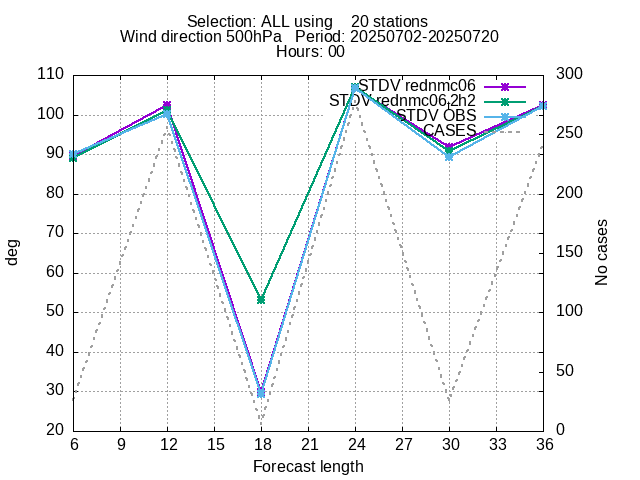 Selection: ALL using 20 stations
Wind direction 500hPa Period: 20250702-20250720
Hours: 00
110
100
90
80
70
60
50
40
30
20
300
250
200
150
100
50
0
STDV rednmc06
STDV rednmc06.2h2
STDV OBS
CASES
deg
No cases
6 9 12 15 18 21 24 27 30 33 36
Forecast length